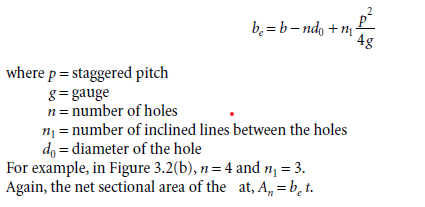 b_e = b − nd_0 + n_1 p^2/4g
where p = staggered pitch
g = gauge
n = number of holes
n_1 = number of inclined lines between the holes
d_0 = diameter of the hole
For example, in Figure 3.2(b), n = 4 and n_1 = 3.
Again, the net sectional area of the at, A_n = b_e t.